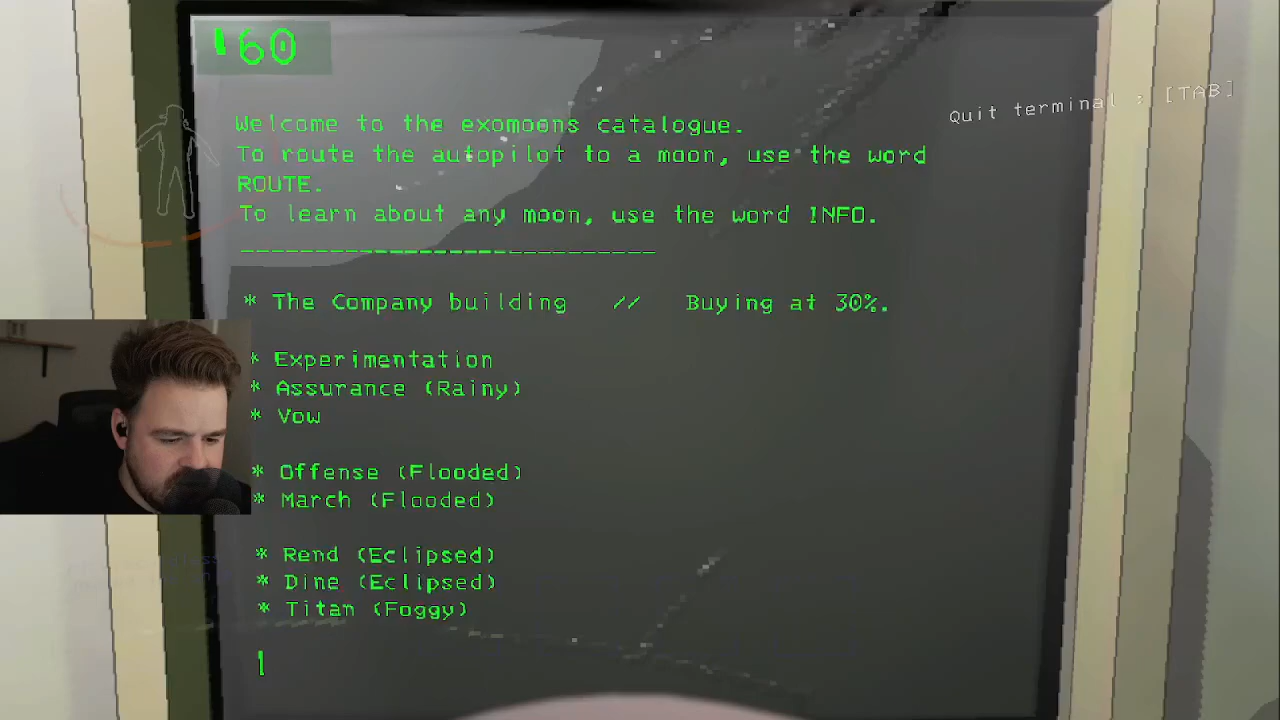 ▮60
Quit terminal : [TAB]
Welcome to the exomoons catalogue.
To route the autopilot to a moon, use the word
ROUTE.
To learn about any moon, use the word INFO.
____________________________
* The Company building // Buying at 30%.
* Experimentation
* Assurance (Rainy)
* Vow
* Offense (Flooded)
* March (Flooded)
* Rend (Eclipsed)
* Dine (Eclipsed)
* Titan (Foggy)